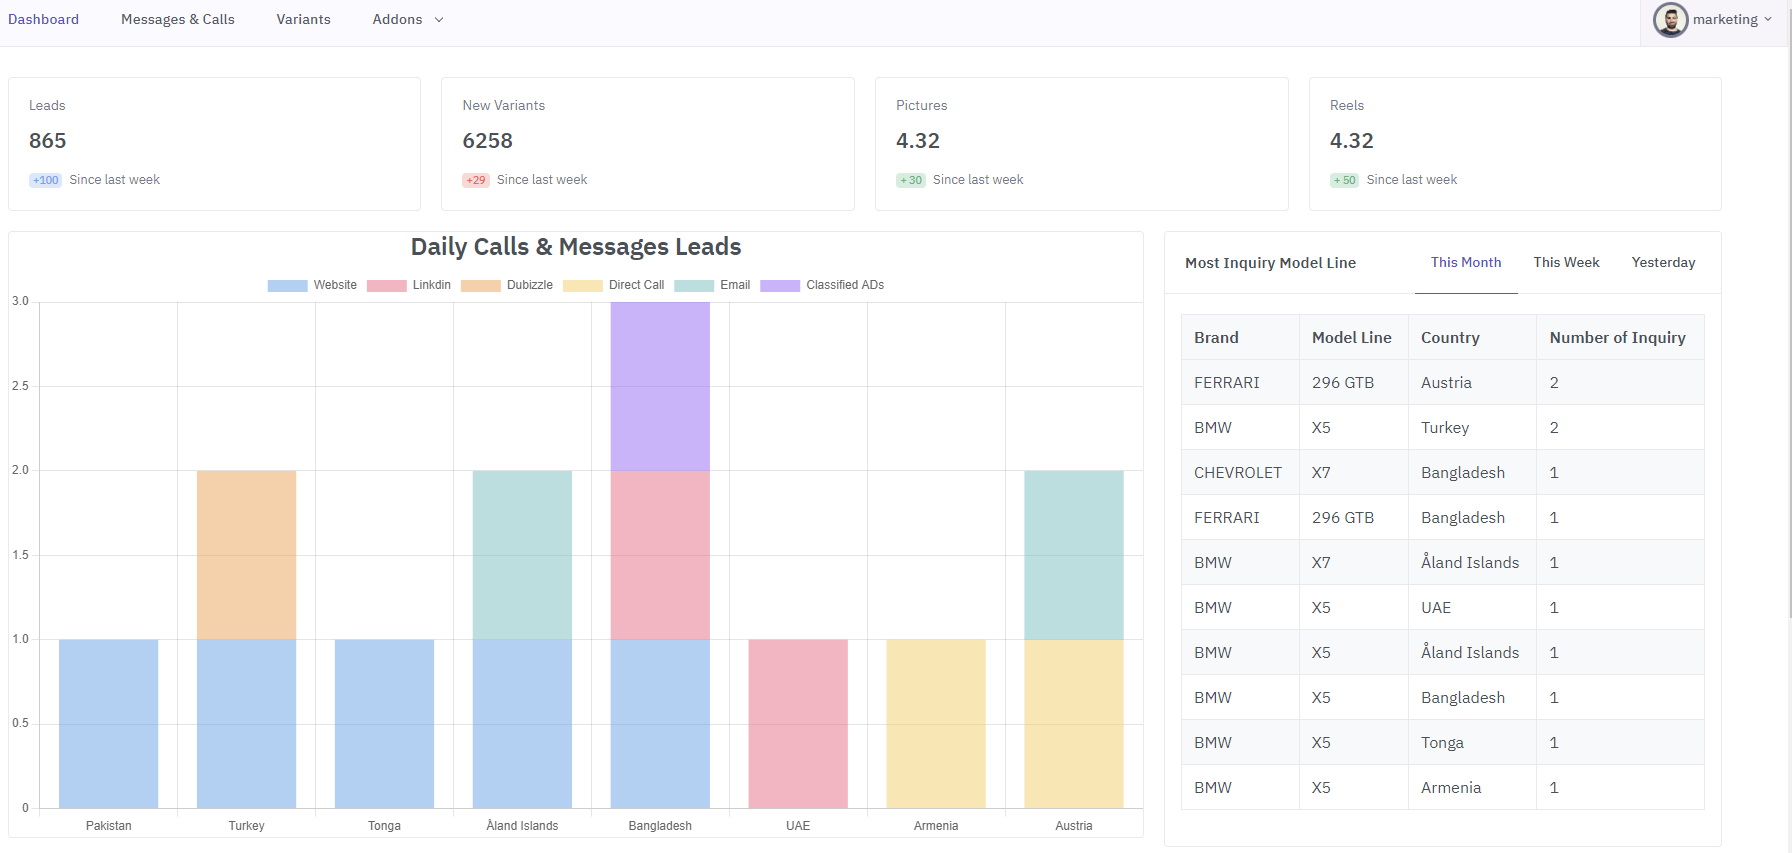 Dashboard Messages & Calls Variants Addons marketing
Leads
865
+100 Since last week
New Variants
6258
+29 Since last week
Pictures
4.32
+ 30 Since last week
Reels
4.32
+ 50 Since last week
Daily Calls & Messages Leads
Website Linkdin Dubizzle Direct Call Email Classified ADs
3.0
2.5
2.0
1.5
1.0
0.5
0
Pakistan Turkey Tonga Åland Islands Bangladesh UAE Armenia Austria
Most Inquiry Model Line This Month This Week Yesterday
Brand Model Line Country Number of Inquiry
FERRARI 296 GTB Austria 2
BMW X5 Turkey 2
CHEVROLET X7 Bangladesh 1
FERRARI 296 GTB Bangladesh 1
BMW X7 Åland Islands 1
BMW X5 UAE 1
BMW X5 Åland Islands 1
BMW X5 Bangladesh 1
BMW X5 Tonga 1
BMW X5 Armenia 1